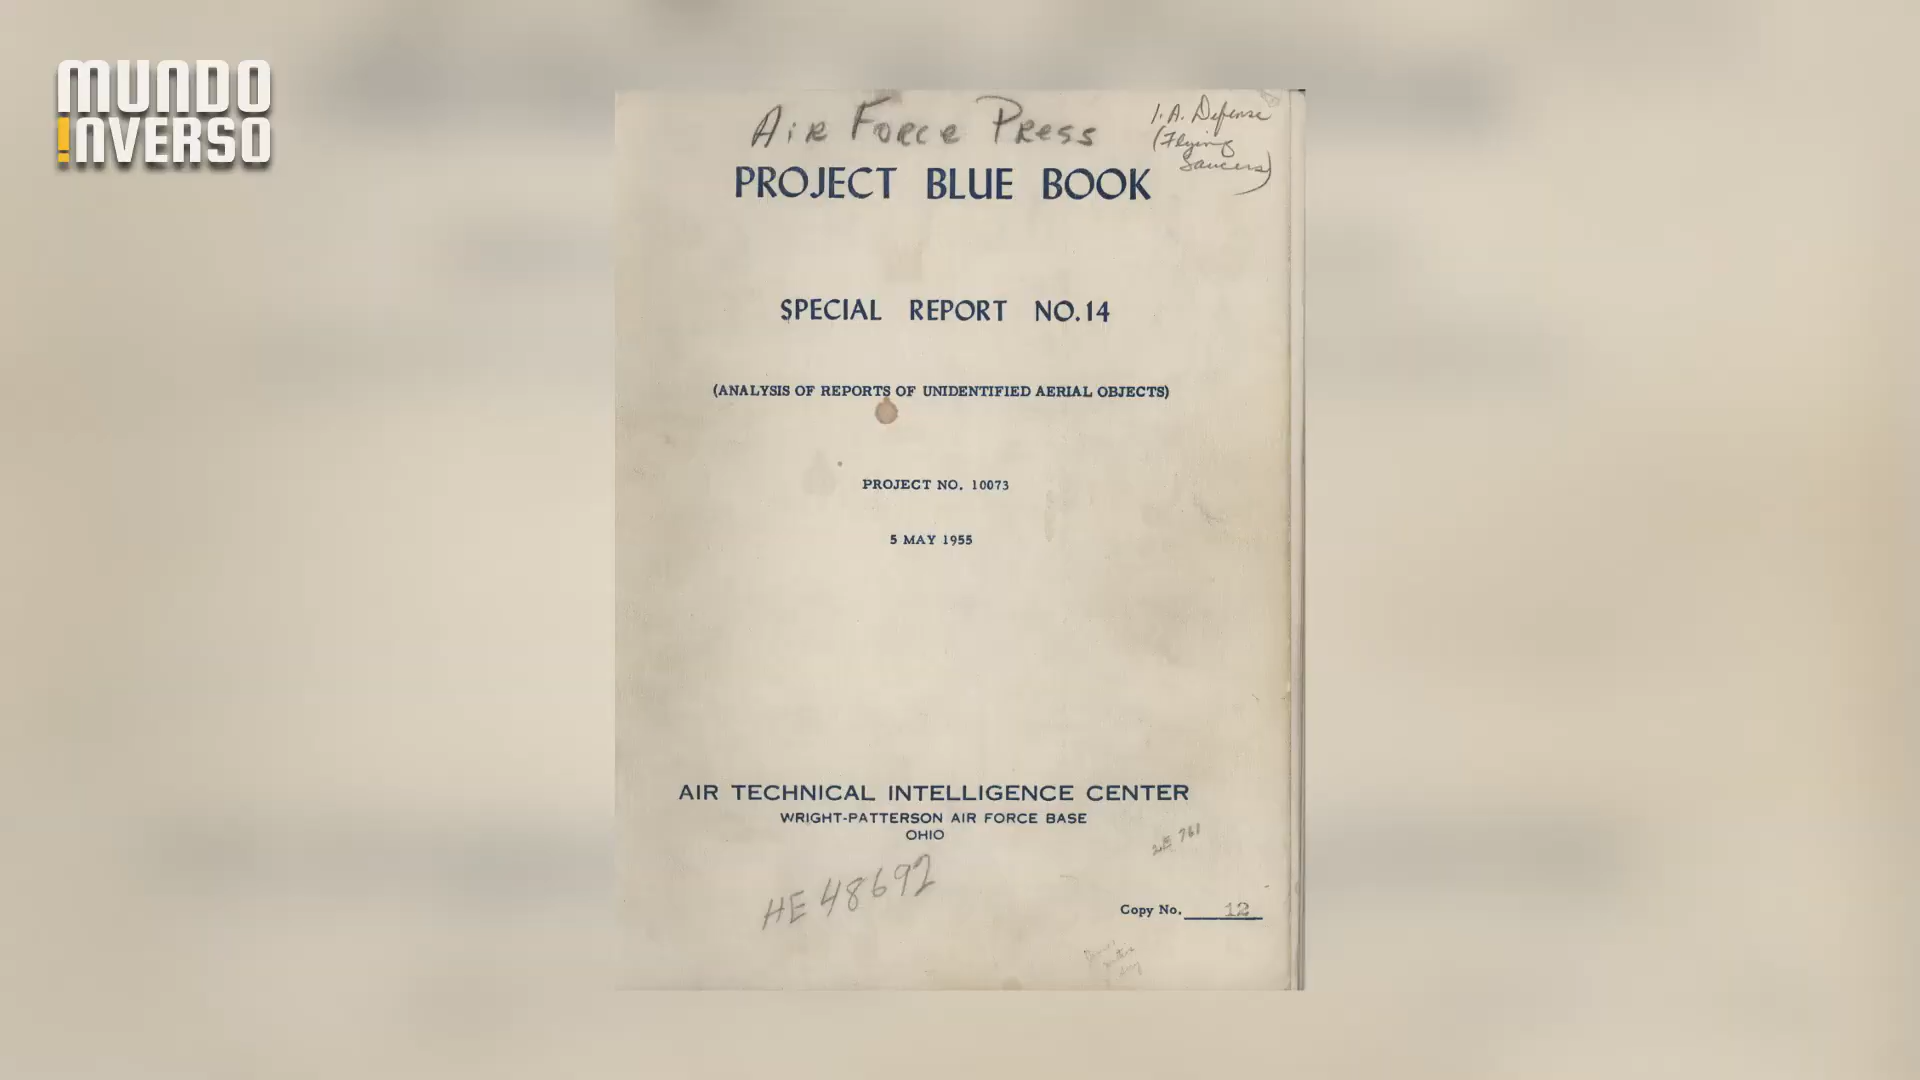 MUNDO
!NVERSO
Air Force Press
1. A. Defense
(Flying
Saucers)
PROJECT BLUE BOOK
SPECIAL REPORT NO.14
(ANALYSIS OF REPORTS OF UNIDENTIFIED AERIAL OBJECTS)
PROJECT NO. 10073
5 MAY 1955
AIR TECHNICAL INTELLIGENCE CENTER
WRIGHT-PATTERSON AIR FORCE BASE
OHIO
HE 48692
Copy No. 12